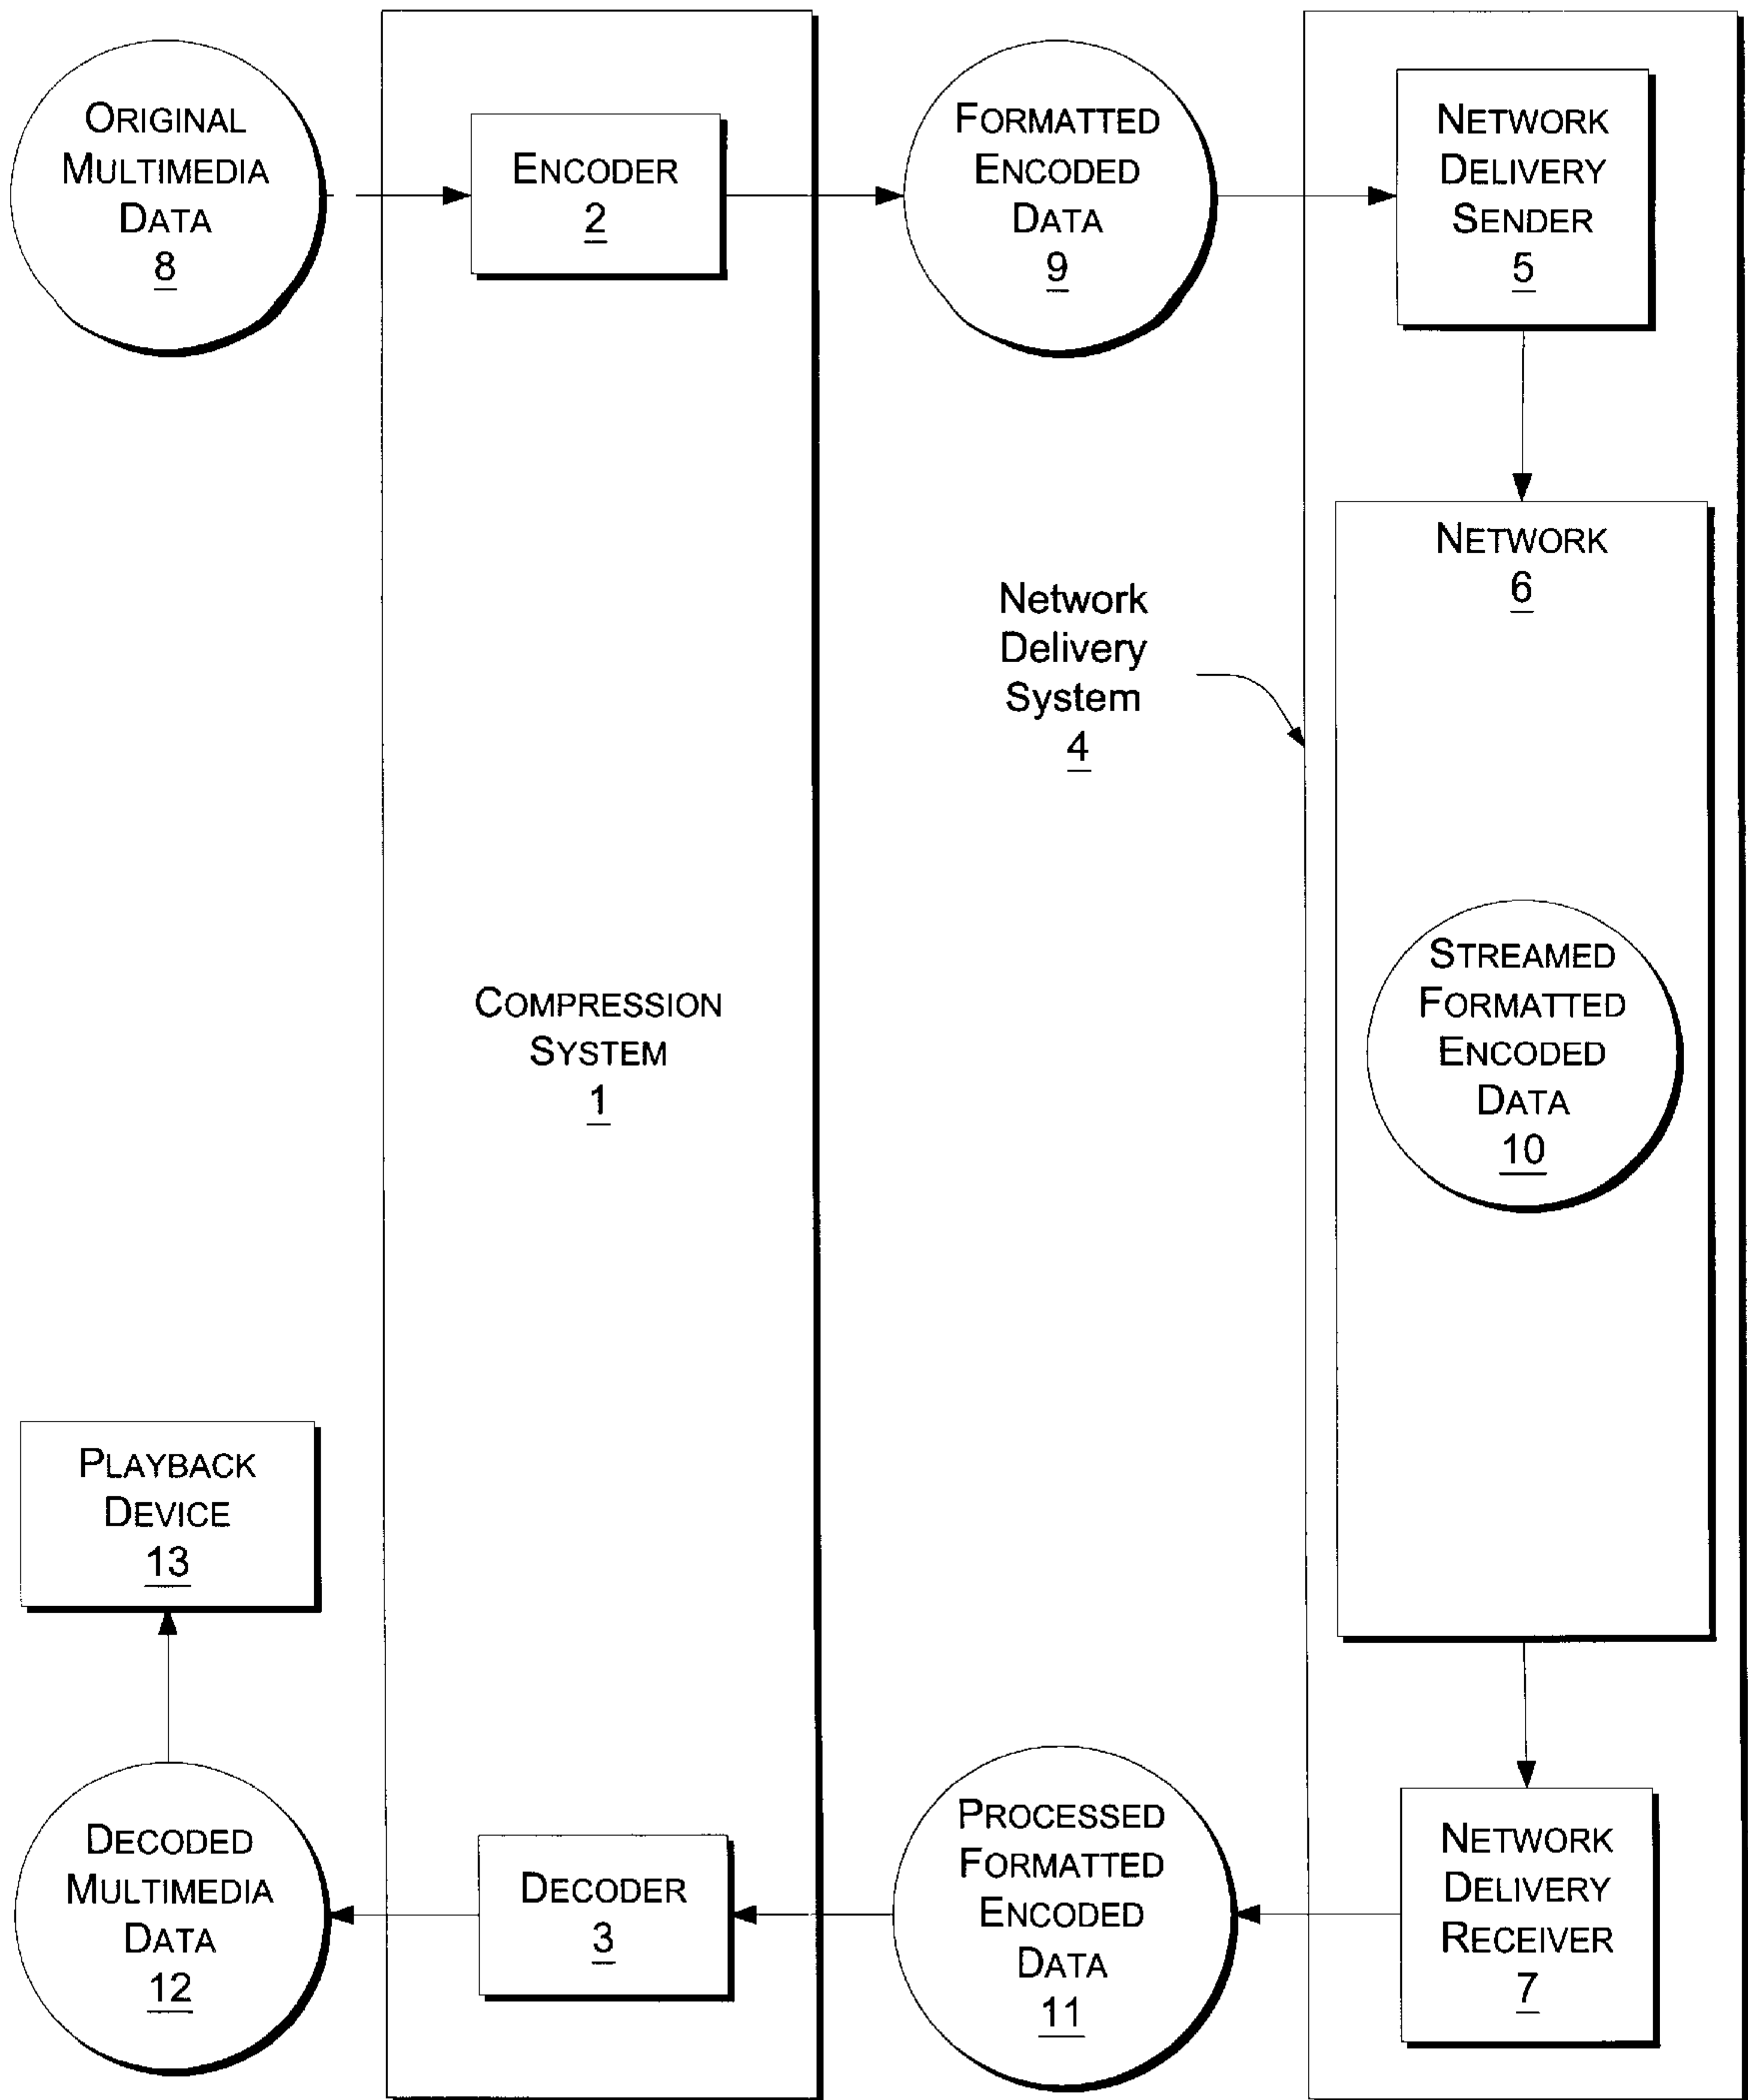 ORIGINAL
MULTIMEDIA
DATA
8
ENCODER
2
FORMATTED
ENCODED
DATA
9
NETWORK
DELIVERY
SENDER
5
NETWORK
6
Network
Delivery
System
4
STREAMED
FORMATTED
ENCODED
DATA
10
COMPRESSION
SYSTEM
1
PLAYBACK
DEVICE
13
DECODED
MULTIMEDIA
DATA
12
DECODER
3
PROCESSED
FORMATTED
ENCODED
DATA
11
NETWORK
DELIVERY
RECEIVER
7